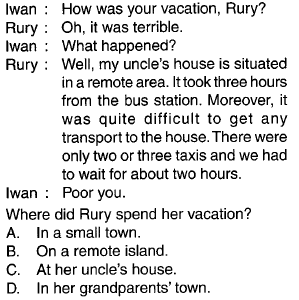 Iwan : How was your vacation, Rury?
Rury : Oh, it was terrible.
Iwan : What happened?
Rury : Well, my uncle's house is situated
in a remote area. It took three hours
from the bus station. Moreover, it
was quite difficult to get any
transport to the house. There were
only two or three taxis and we had
to wait for about two hours.
Iwan : Poor you.
Where did Rury spend her vacation?
A. In a small town.
B. On a remote island.
C. At her uncle's house.
D. In her grandparents' town.